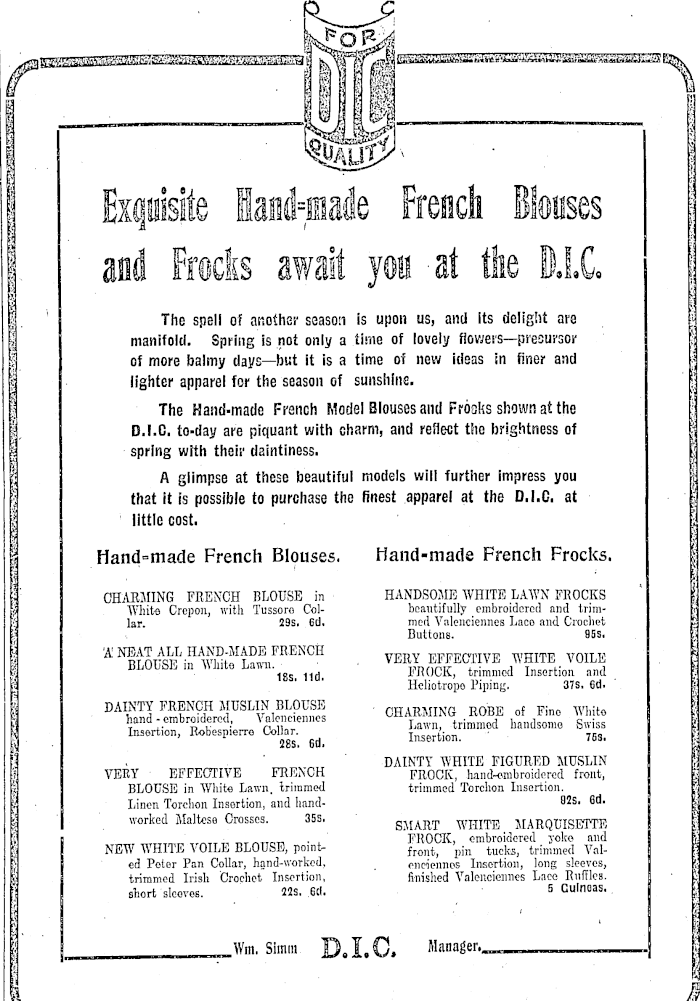 FOR
DIC
QUALITY
Exquisite Hand=made French Blouses
and Frocks await you at the D.I.C.
The spell of another season is upon us, and its delight are
manifold. Spring is not only a time of lovely flowers—precursor
of more balmy days—but it is a time of new ideas in finer and
lighter apparel for the season of sunshine.
The Hand-made French Model Blouses and Frocks shown at the
D.I.C. to-day are piquant with charm, and reflect the brightness of
spring with their daintiness.
A glimpse at these beautiful models will further impress you
that it is possible to purchase the finest apparel at the D.I.C. at
little cost.
Hand=made French Blouses.
CHARMING FRENCH BLOUSE in
White Crepon, with Tussore Col-
lar. 29s. 6d.
'A' NEAT ALL HAND-MADE FRENCH
BLOUSE in White Lawn.
18s. 11d.
DAINTY FRENCH MUSLIN BLOUSE
hand-embroidered, Valenciennes
Insertion, Robespierre Collar.
28s. 6d.
VERY EFFECTIVE FRENCH
BLOUSE in White Lawn, trimmed
Linen Torchon Insertion, and hand-
worked Maltese Crosses. 35s.
NEW WHITE VOILE BLOUSE, point-
ed Peter Pan Collar, hand-worked,
trimmed Irish Crochet Insertion,
short sleeves. 22s. 6d.
Hand-made French Frocks.
HANDSOME WHITE LAWN FROCKS
beautifully embroidered and trim-
med Valenciennes Lace and Crochet
Buttons. 95s.
VERY EFFECTIVE WHITE VOILE
FROCK, trimmed Insertion and
Heliotrope Piping. 37s. 6d.
CHARMING ROBE of Fine White
Lawn, trimmed handsome Swiss
Insertion. 75s.
DAINTY WHITE FIGURED MUSLIN
FROCK, hand-embroidered front,
trimmed Torchon Insertion.
92s. 6d.
SMART WHITE MARQUISETTE
FROCK, embroidered yoke and
front, pin tucks, trimmed Val-
enciennes Insertion, long sleeves,
finished Valenciennes Lace Ruffles.
5 Guineas.
Wm. Simm D.I.C. Manager.